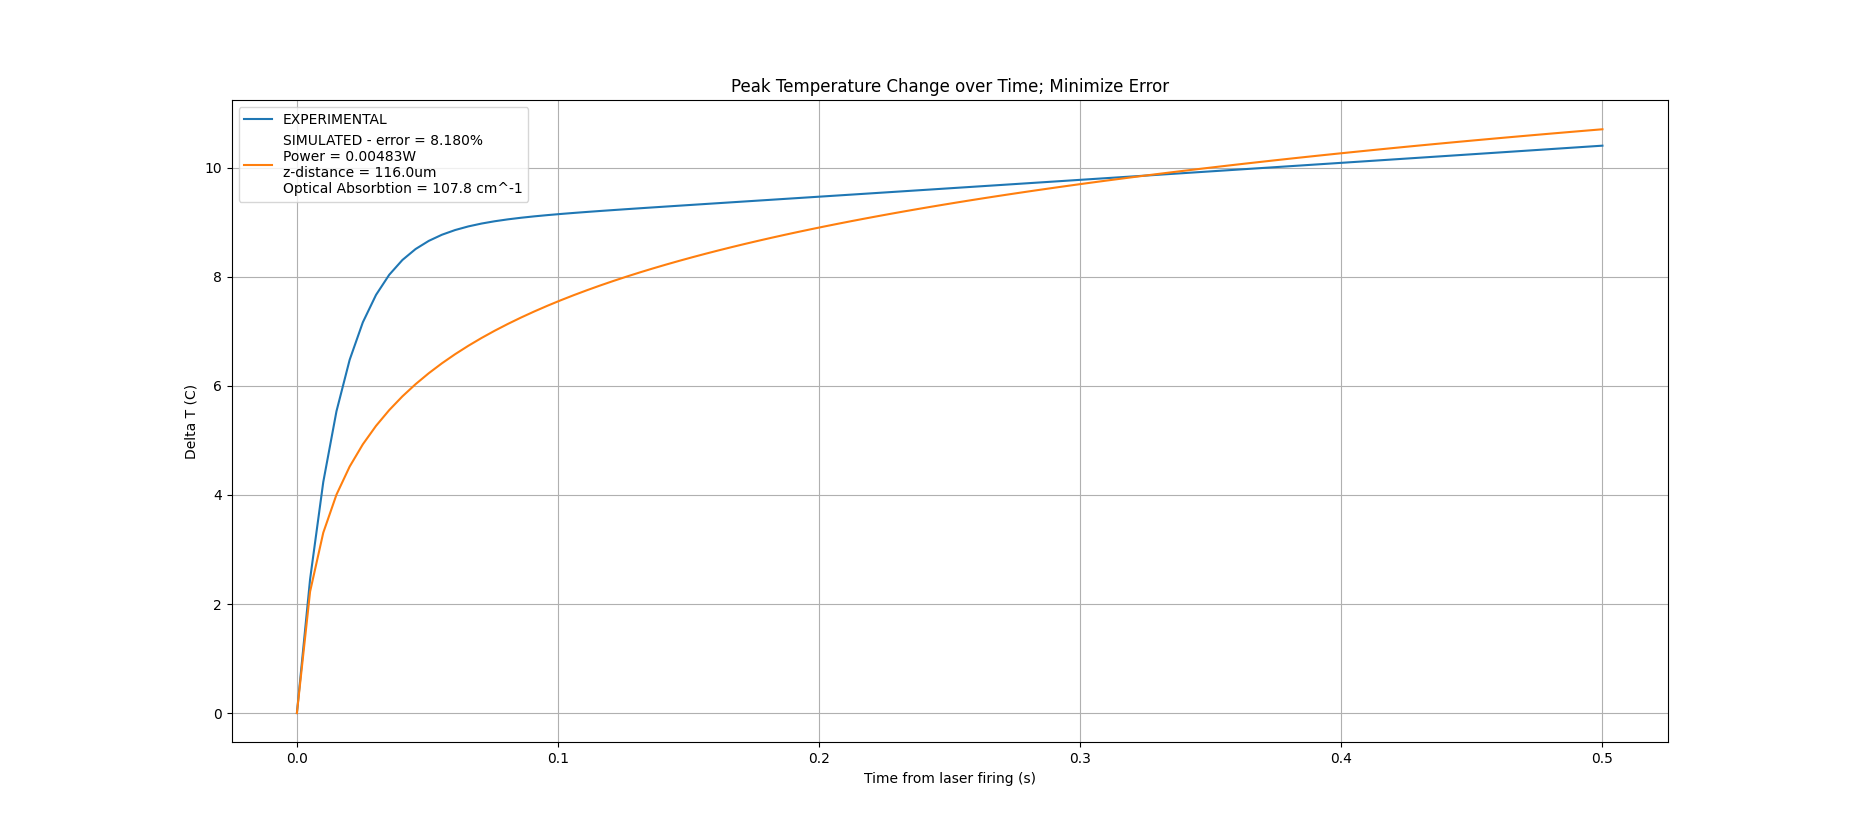 Peak Temperature Change over Time; Minimize Error
EXPERIMENTAL
SIMULATED - error = 8.180%
Power = 0.00483W
z-distance = 116.0um
Optical Absorbtion = 107.8 cm^-1
Delta T (C)
10
8
6
4
2
0
0.0 0.1 0.2 0.3 0.4 0.5
Time from laser firing (s)